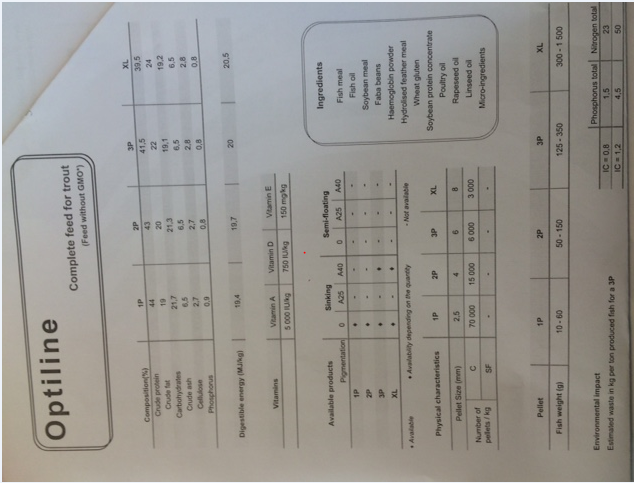 Optiline
Complete feed for trout
(Feed without GMO*)
1P 2P 3P XL
Composition(%) 44 43 41,5 39,5
Crude protein 19 20 22 24
Crude fat 21,7 21,3 19,1 19,2
Carbohydrates 6,5 6,5 6,5 6,5
Crude ash 2,7 2,7 2,8 2,8
Cellulose 0,9 0,8 0,8 0,8
Phosphorus
Digestible energy (MJ/kg) 19,4 19,7 20 20,5
Vitamins Vitamin A Vitamin D Vitamin E
5 000 IU/kg 750 IU/kg 150 mg/kg
Available products Sinking Semi-floating
Pigmentation 0 A25 A40 0 A25 A40
1P • - - - - -
2P • - - - - -
3P • - • - - -
XL • - • - - -
• Available • Availability depending on the quantity - Not available
Physical characteristics 1P 2P 3P XL
Pellet Size (mm) 2,5 4 6 8
Number of pellets / kg C 70 000 15 000 6 000 3 000
SF - - - -
Ingredients
Fish meal
Fish oil
Soybean meal
Faba beans
Haemoglobin powder
Hydrolised feather meal
Wheat gluten
Soybean protein concentrate
Poultry oil
Rapeseed oil
Linseed oil
Micro-ingredients
Pellet 1P 2P 3P XL
Fish weight (g) 10 - 60 50 - 150 125 - 350 300 - 1 500
Environmental impact
Estimated waste in kg per ton produced fish for a 3P
Phosphorus total Nitrogen total
IC = 0,8 1,5 23
IC = 1,2 4,5 50